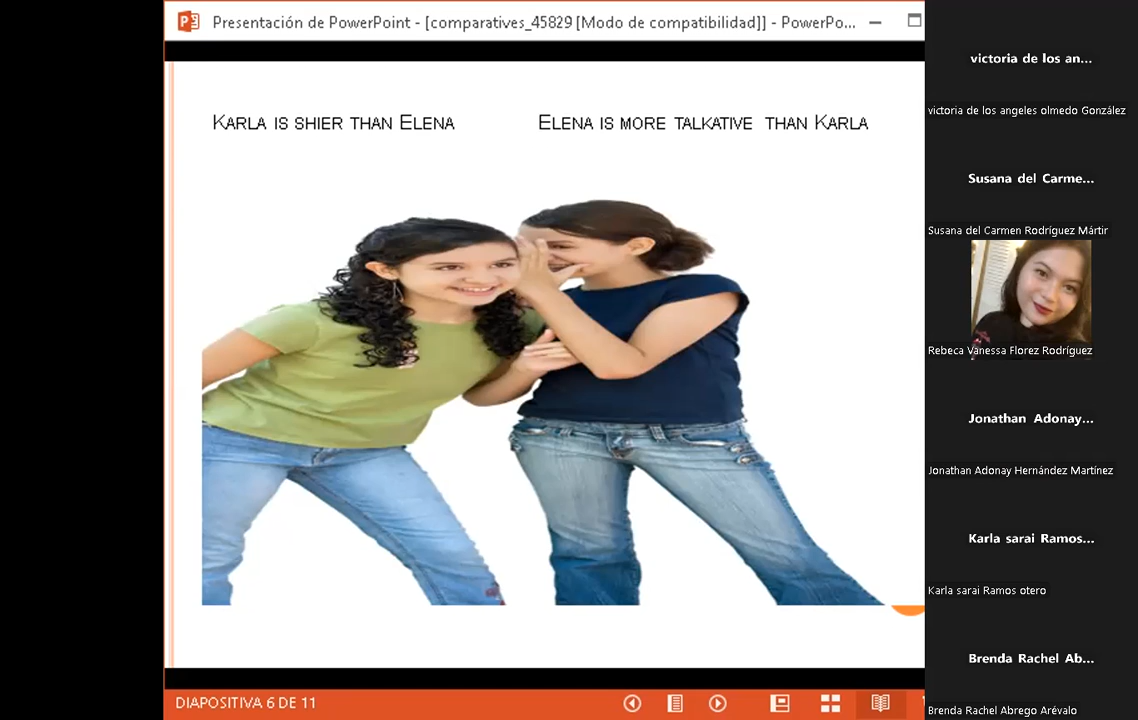 Presentación de PowerPoint - [comparatives_45829 [Modo de compatibilidad]] - PowerPo...
KARLA IS SHIER THAN ELENA
ELENA IS MORE TALKATIVE THAN KARLA
DIAPOSITIVA 6 DE 11
victoria de los an...
victoria de los angeles olmedo González
Susana del Carme...
Susana del Carmen Rodríguez Mártir
Rebeca Vanessa Florez Rodríguez
Jonathan Adonay...
Jonathan Adonay Hernández Martínez
Karla sarai Ramos...
Karla sarai Ramos otero
Brenda Rachel Ab...
Brenda Rachel Abrego Arévalo